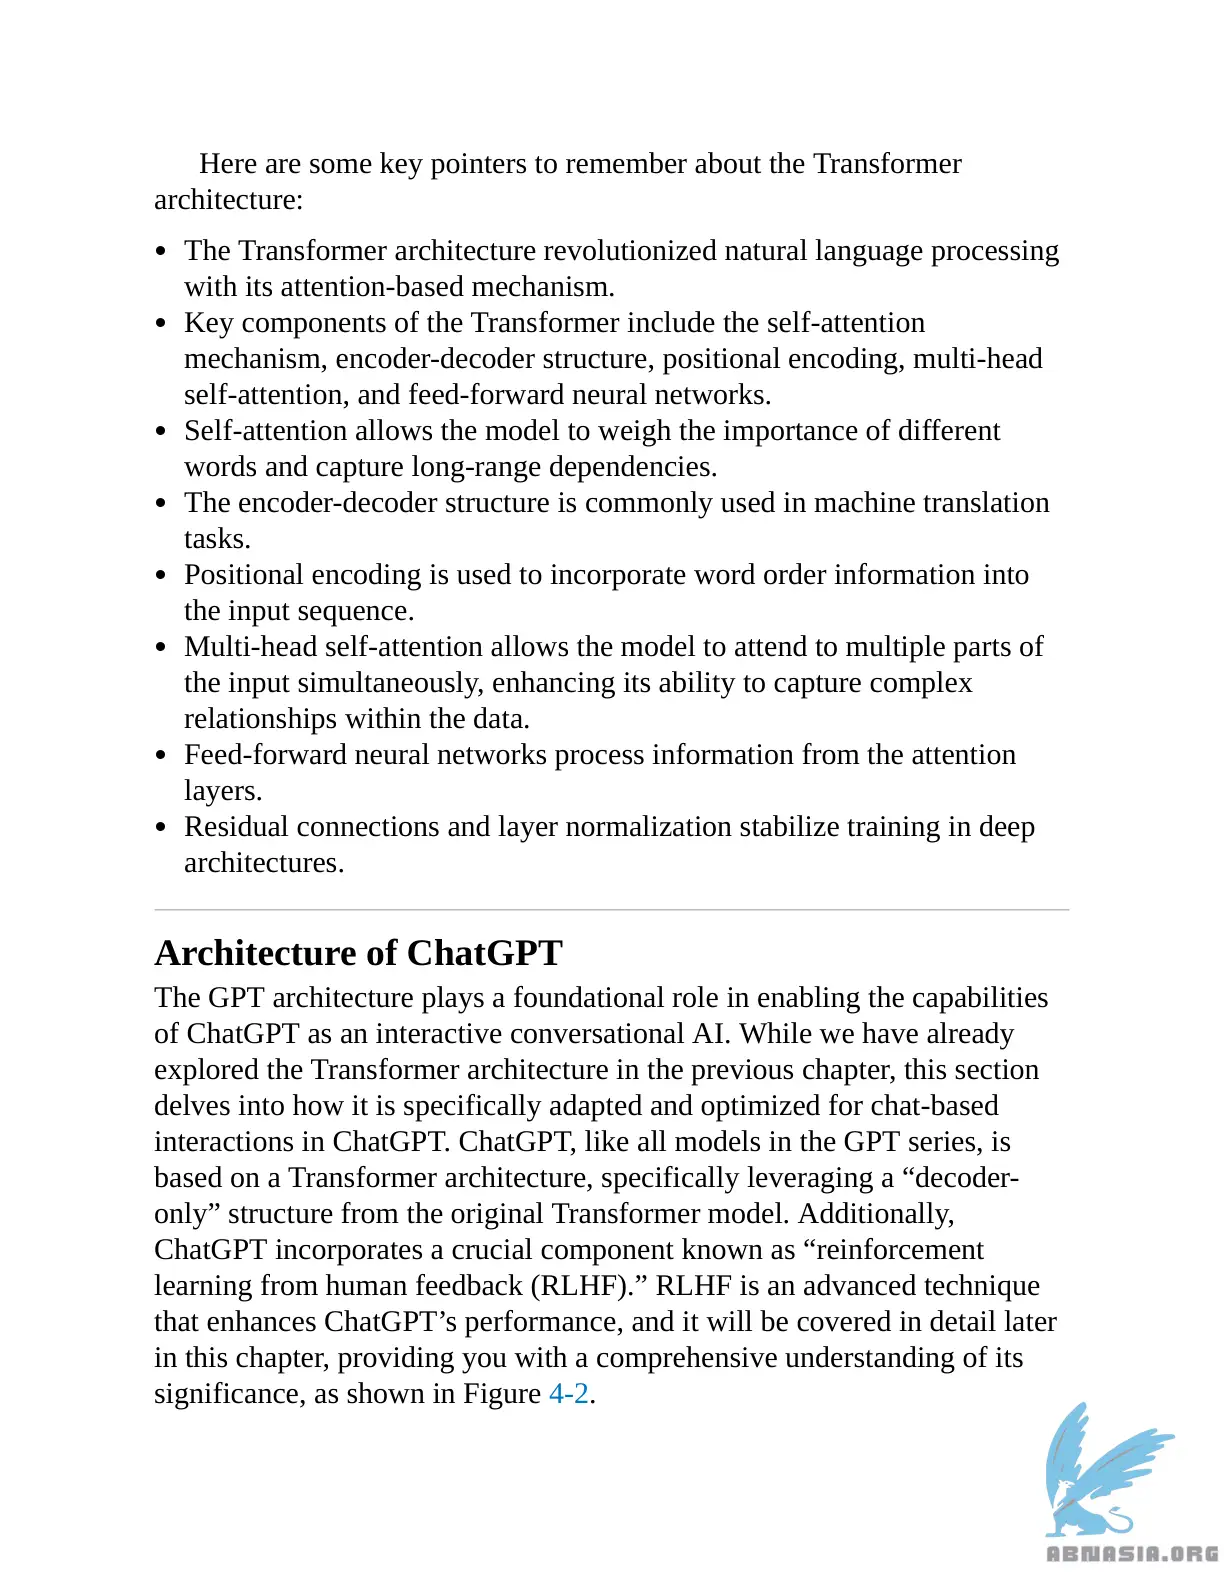 Here are some key pointers to remember about the Transformer
architecture:
• The Transformer architecture revolutionized natural language processing
with its attention-based mechanism.
• Key components of the Transformer include the self-attention
mechanism, encoder-decoder structure, positional encoding, multi-head
self-attention, and feed-forward neural networks.
• Self-attention allows the model to weigh the importance of different
words and capture long-range dependencies.
• The encoder-decoder structure is commonly used in machine translation
tasks.
• Positional encoding is used to incorporate word order information into
the input sequence.
• Multi-head self-attention allows the model to attend to multiple parts of
the input simultaneously, enhancing its ability to capture complex
relationships within the data.
• Feed-forward neural networks process information from the attention
layers.
• Residual connections and layer normalization stabilize training in deep
architectures.
Architecture of ChatGPT
The GPT architecture plays a foundational role in enabling the capabilities
of ChatGPT as an interactive conversational AI. While we have already
explored the Transformer architecture in the previous chapter, this section
delves into how it is specifically adapted and optimized for chat-based
interactions in ChatGPT. ChatGPT, like all models in the GPT series, is
based on a Transformer architecture, specifically leveraging a “decoder-
only” structure from the original Transformer model. Additionally,
ChatGPT incorporates a crucial component known as “reinforcement
learning from human feedback (RLHF).” RLHF is an advanced technique
that enhances ChatGPT’s performance, and it will be covered in detail later
in this chapter, providing you with a comprehensive understanding of its
significance, as shown in Figure 4-2.
ABNASIA.ORG